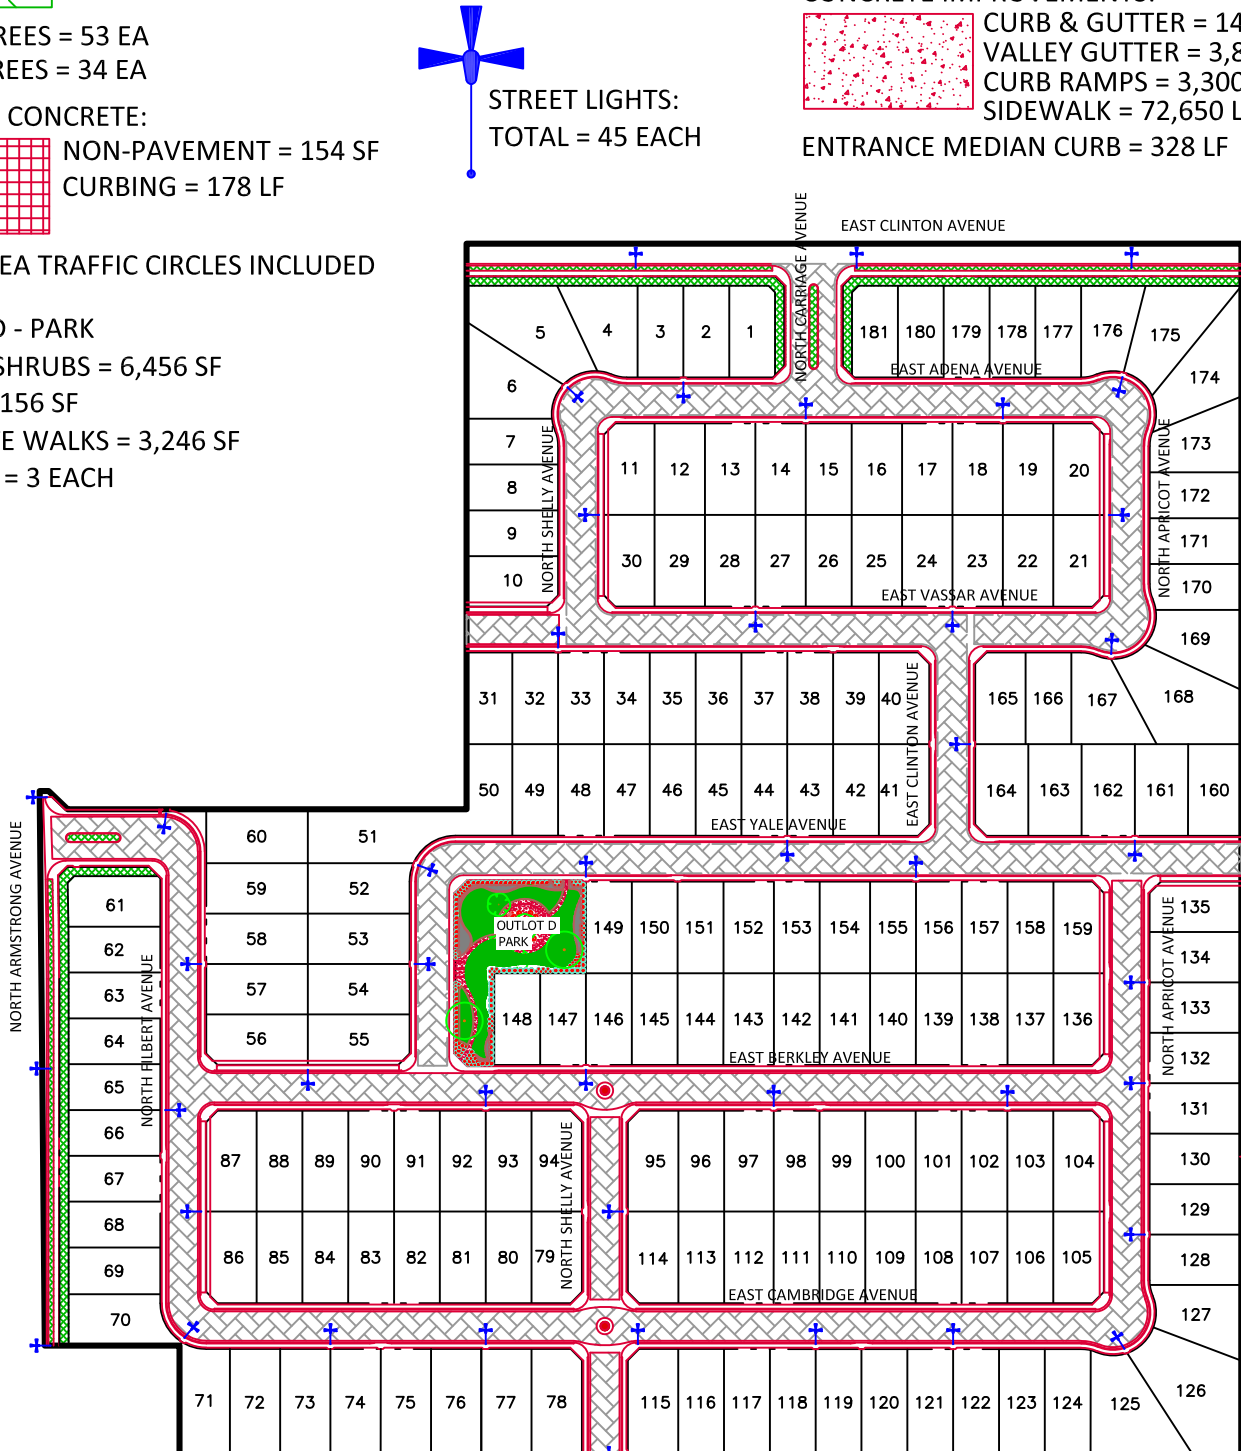 REES = 53 EA
REES = 34 EA
CONCRETE:
NON-PAVEMENT = 154 SF
CURBING = 178 LF
EA TRAFFIC CIRCLES INCLUDED
- PARK
SHRUBS = 6,456 SF
156 SF
E WALKS = 3,246 SF
= 3 EACH
STREET LIGHTS:
TOTAL = 45 EACH
CURB & GUTTER = 14
VALLEY GUTTER = 3,8
CURB RAMPS = 3,300
SIDEWALK = 72,650 L
ENTRANCE MEDIAN CURB = 328 LF
EAST CLINTON AVENUE
NORTH CARRIAGE AVENUE
5 4 3 2 1
181 180 179 178 177 176 175
EAST ADENA AVENUE
174
6
7
8
9
10
NORTH SHELLY AVENUE
11 12 13 14 15 16 17 18 19 20
30 29 28 27 26 25 24 23 22 21
NORTH APRICOT AVENUE
173
172
171
170
169
EAST VASSAR AVENUE
31 32 33 34 35 36 37 38 39 40
EAST CLINTON AVENUE
165 166 167 168
50 49 48 47 46 45 44 43 42 41
164 163 162 161 160
EAST YALE AVENUE
NORTH ARMSTRONG AVENUE
60 51
59 52
58 53
57 54
56 55
61
62
63
64
65
66
67
68
69
70
NORTH FILBERT AVENUE
OUTLOT D
PARK
149 150 151 152 153 154 155 156 157 158 159
148 147 146 145 144 143 142 141 140 139 138 137 136
NORTH APRICOT AVENUE
135
134
133
132
131
130
129
128
127
126
EAST BERKLEY AVENUE
87 88 89 90 91 92 93 94
NORTH SHELLY AVENUE
95 96 97 98 99 100 101 102 103 104
86 85 84 83 82 81 80 79
114 113 112 111 110 109 108 107 106 105
EAST CAMBRIDGE AVENUE
71 72 73 74 75 76 77 78
115 116 117 118 119 120 121 122 123 124 125